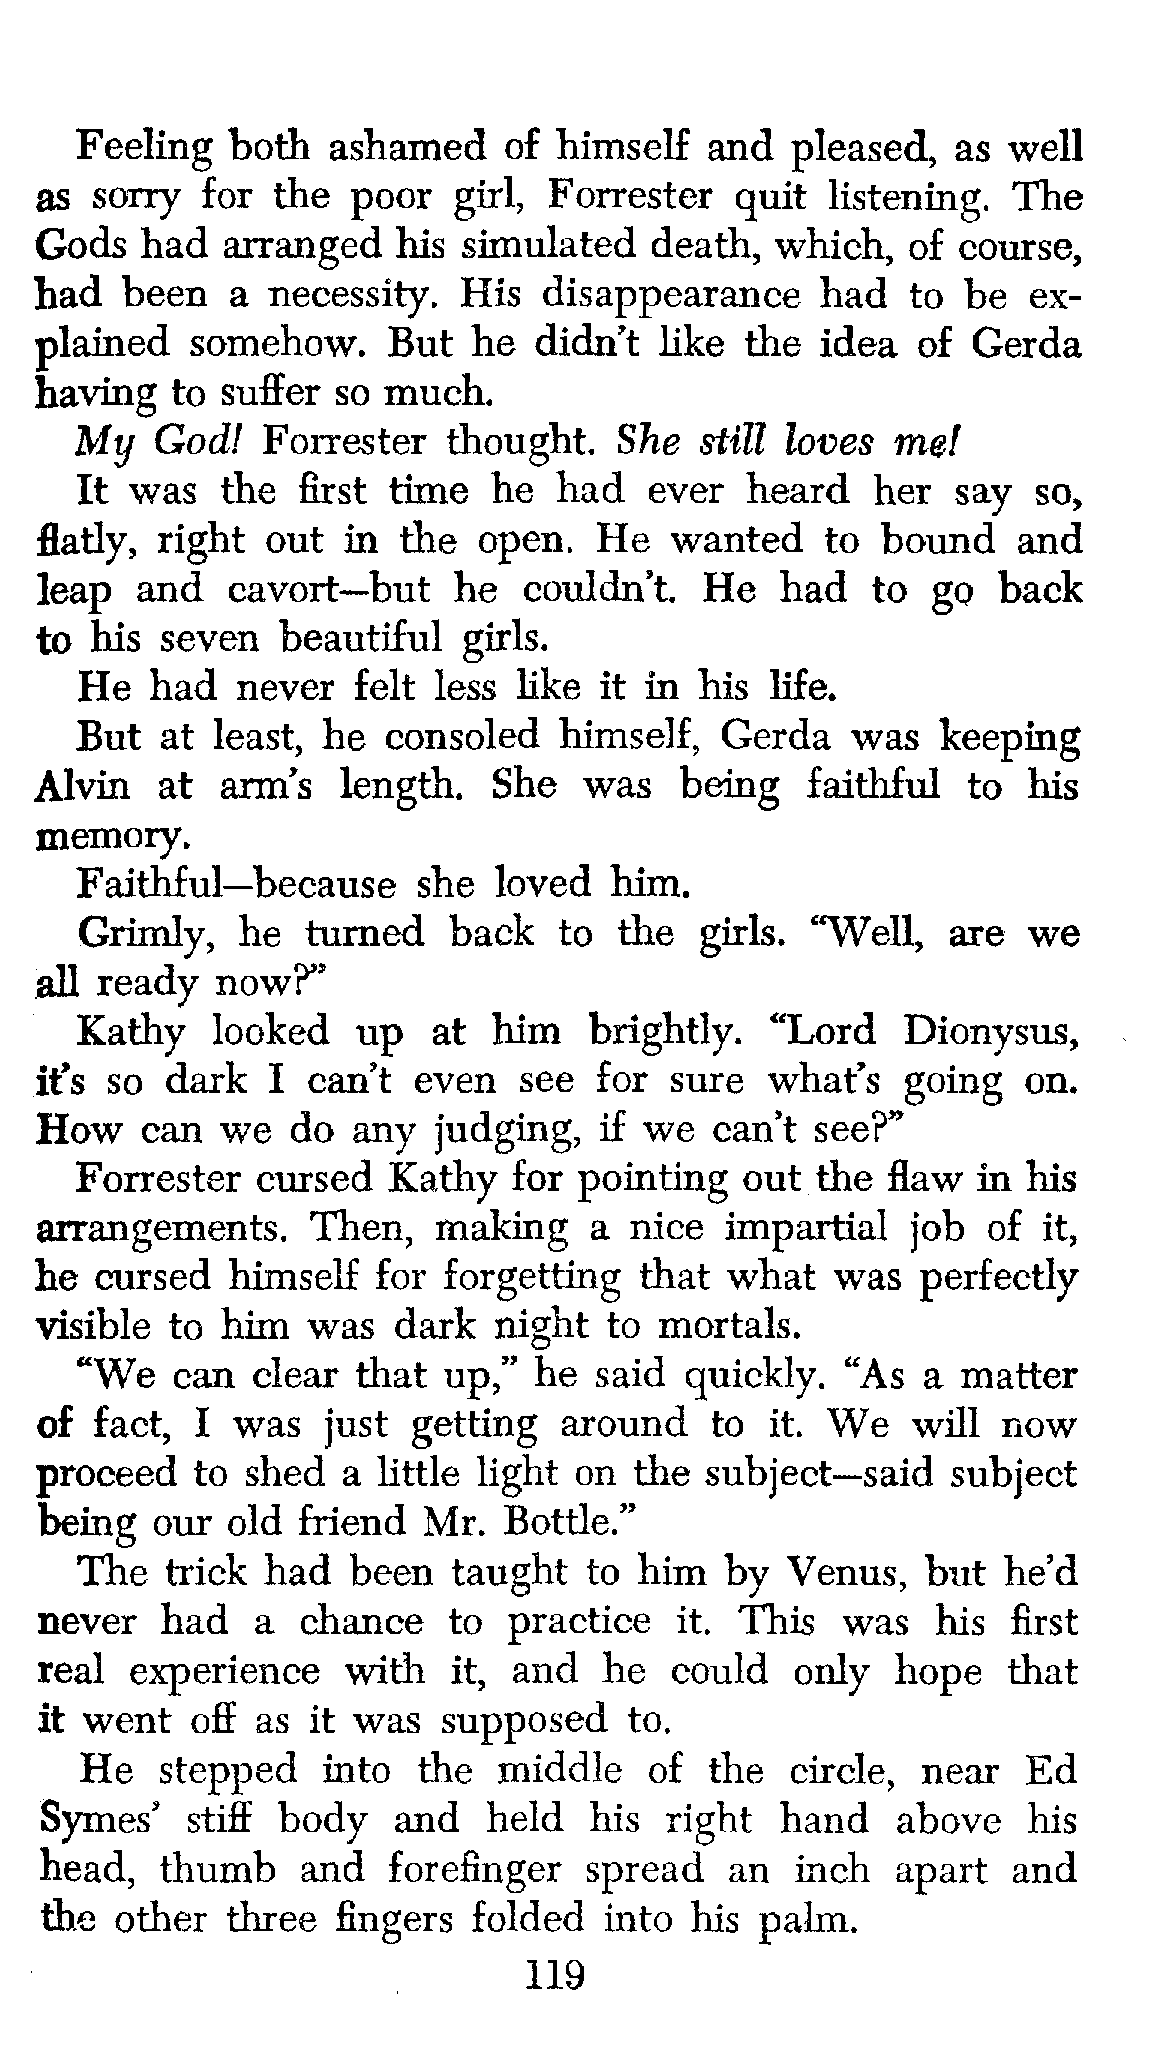 Feeling both ashamed of himself and pleased, as well
as sorry for the poor girl, Forrester quit listening. The
Gods had arranged his simulated death, which, of course,
had been a necessity. His disappearance had to be ex-
plained somehow. But he didn't like the idea of Gerda
having to suffer so much.
My God! Forrester thought. She still loves me!
It was the first time he had ever heard her say so,
flatly, right out in the open. He wanted to bound and
leap and cavort—but he couldn't. He had to go back
to his seven beautiful girls.
He had never felt less like it in his life.
But at least, he consoled himself, Gerda was keeping
Alvin at arm's length. She was being faithful to his
memory.
Faithful—because she loved him.
Grimly, he turned back to the girls. “Well, are we
all ready now?”
Kathy looked up at him brightly. “Lord Dionysus,
it's so dark I can't even see for sure what's going on.
How can we do any judging, if we can't see?”
Forrester cursed Kathy for pointing out the flaw in his
arrangements. Then, making a nice impartial job of it,
he cursed himself for forgetting that what was perfectly
visible to him was dark night to mortals.
“We can clear that up,” he said quickly. “As a matter
of fact, I was just getting around to it. We will now
proceed to shed a little light on the subject—said subject
being our old friend Mr. Bottle.”
The trick had been taught to him by Venus, but he'd
never had a chance to practice it. This was his first
real experience with it, and he could only hope that
it went off as it was supposed to.
He stepped into the middle of the circle, near Ed
Symes' stiff body and held his right hand above his
head, thumb and forefinger spread an inch apart and
the other three fingers folded into his palm.
119